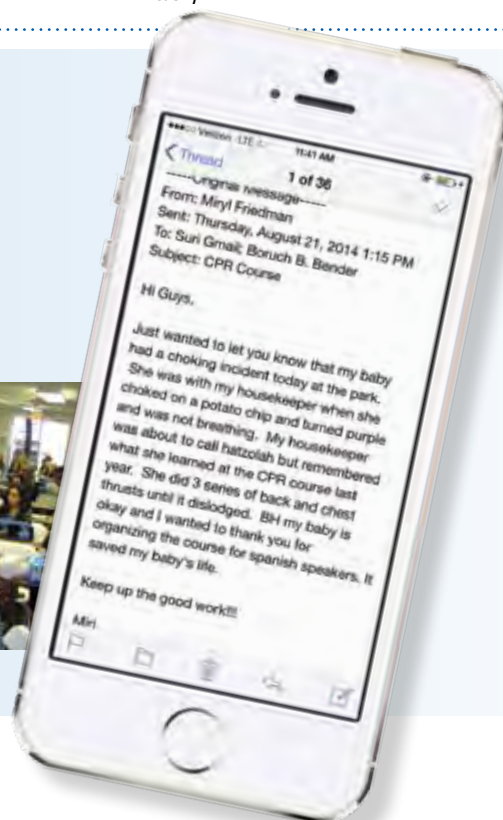 Verizon LTE
11:41 AM
Thread
1 of 36
-----Original Message-----
From: Miryl Friedman
Sent: Thursday, August 21, 2014 1:15 PM
To: Suri Gmail; Boruch B. Bender
Subject: CPR Course
Hi Guys,
Just wanted to let you know that my baby
had a choking incident today at the park.
She was with my housekeeper when she
choked on a potato chip and turned purple
and was not breathing. My housekeeper
was about to call hatzolah but remembered
what she learned at the CPR course last
year. She did 3 series of back and chest
thrusts until it dislodged. BH my baby is
okay and I wanted to thank you for
organizing the course for spanish speakers. It
saved my baby's life.
Keep up the good work!!!
Miri